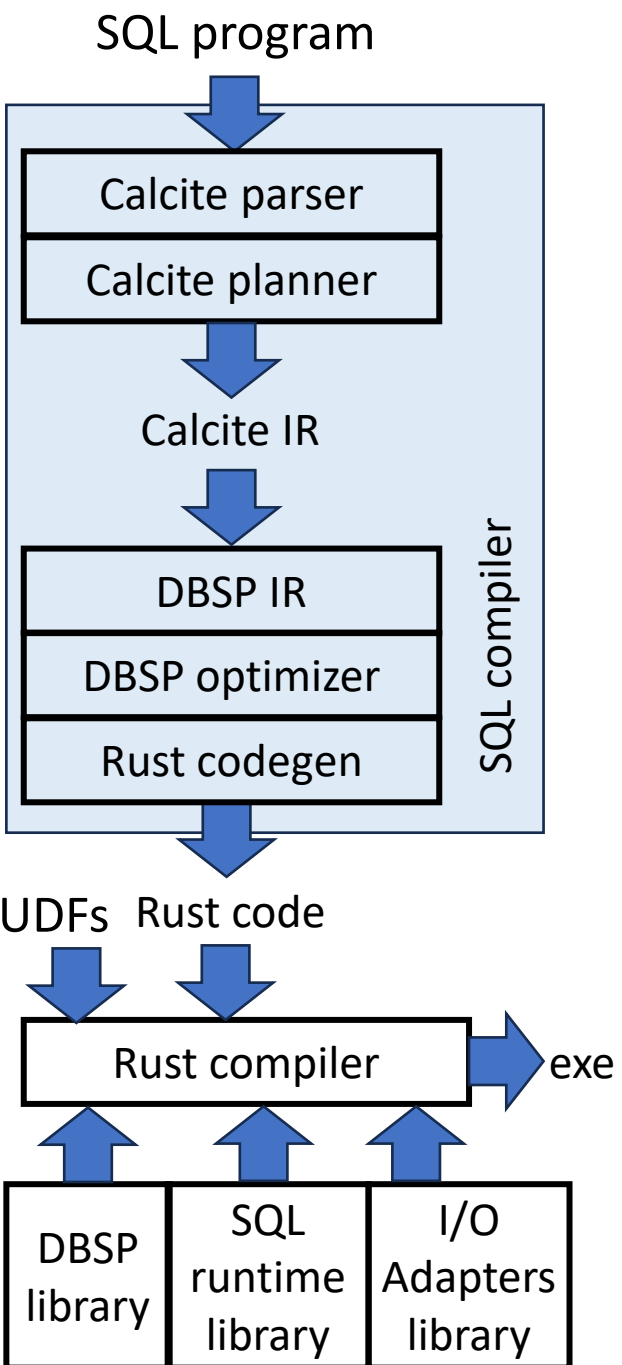 SQL program
Calcite parser
Calcite planner
Calcite IR
DBSP IR
DBSP optimizer
Rust codegen
SQL compiler
UDFs
Rust code
Rust compiler
exe
DBSP
library
SQL
runtime
library
I/O
Adapters
library